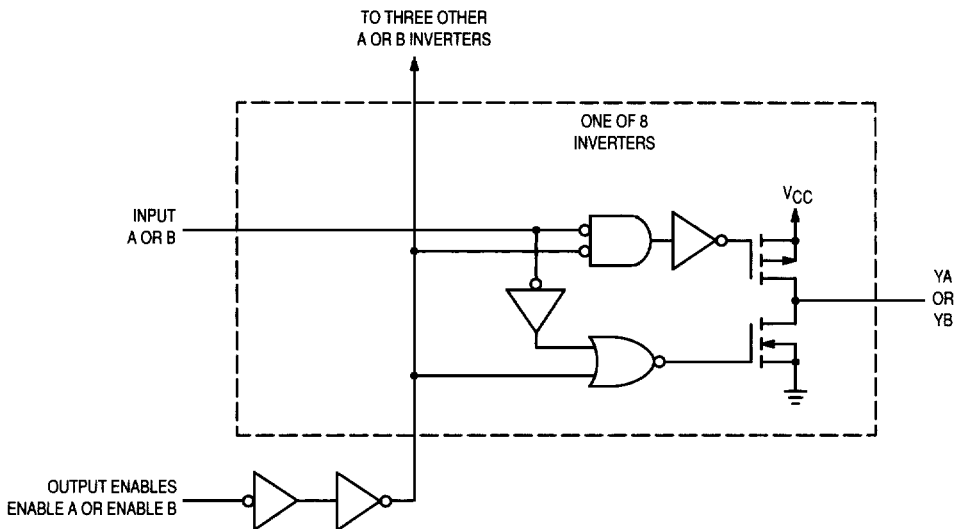 TO THREE OTHER
A OR B INVERTERS
ONE OF 8
INVERTERS
VCC
INPUT
A OR B
YA
OR
YB
OUTPUT ENABLES
ENABLE A OR ENABLE B